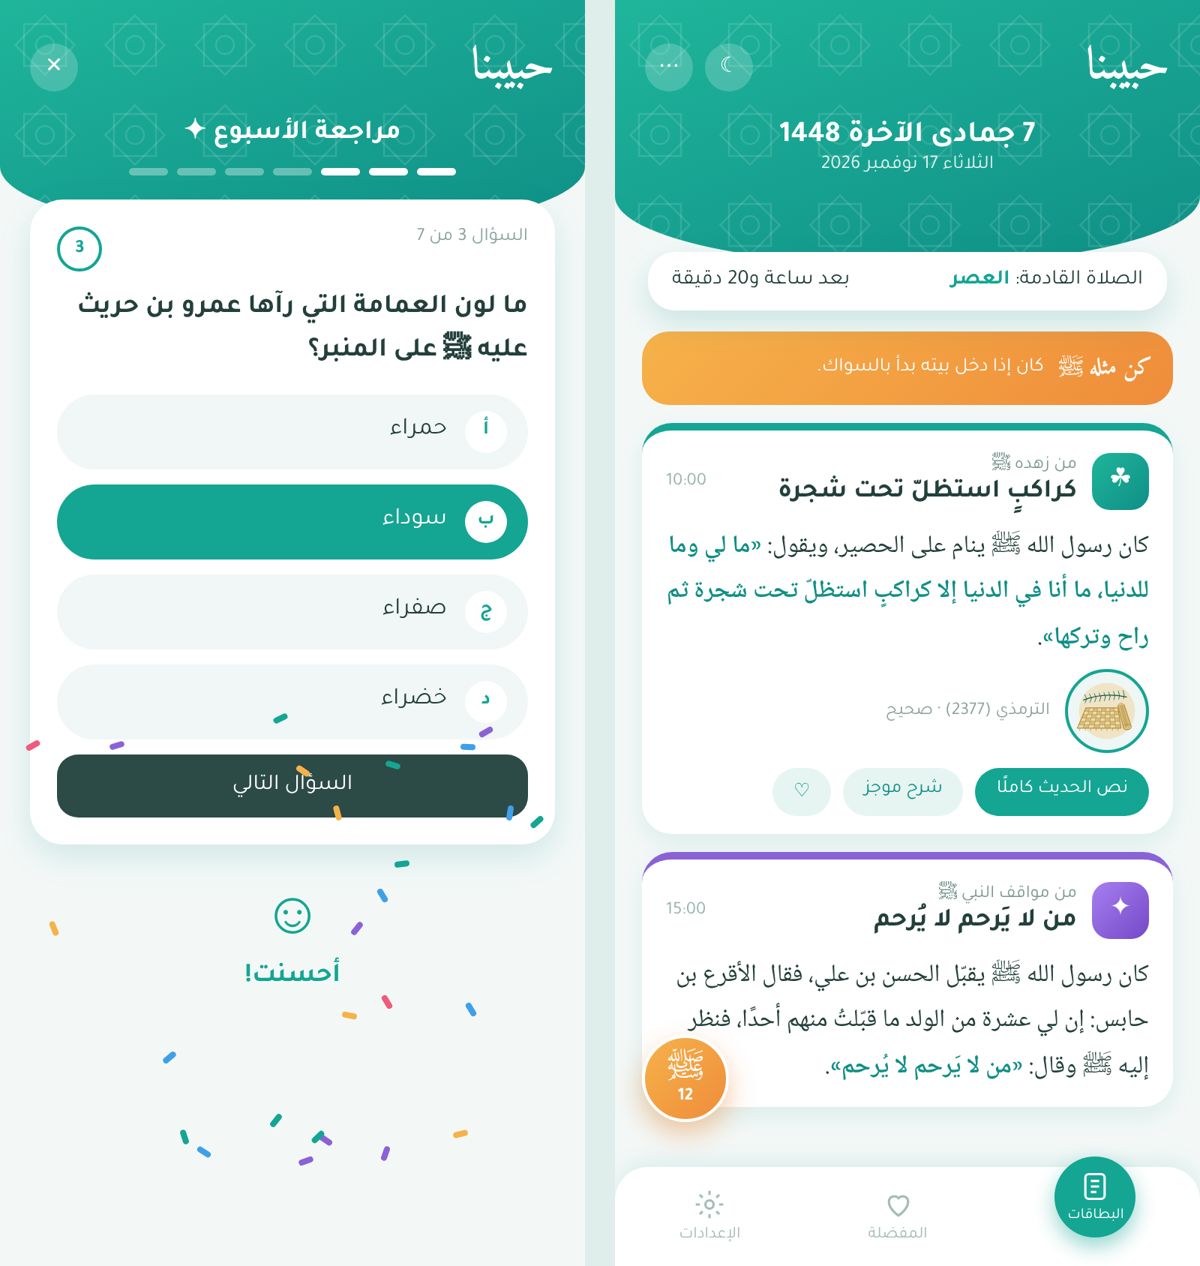 حبيبنا
7 جمادى الآخرة 1448
الثلاثاء 17 نوفمبر 2026
الصلاة القادمة: العصر
بعد ساعة و20 دقيقة
كن مثله ﷺ كان إذا دخل بيته بدأ بالسواك.
من زهده ﷺ
كراكبٍ استظلّ تحت شجرة
10:00
كان رسول الله ﷺ ينام على الحصير، ويقول: «ما لي وما
للدنيا، ما أنا في الدنيا إلا كراكبٍ استظلّ تحت شجرة ثم
راح وتركها».
الترمذي (2377) · صحيح
نص الحديث كاملًا
شرح موجز
من مواقف النبي ﷺ
من لا يَرحم لا يُرحم
15:00
كان رسول الله ﷺ يقبّل الحسن بن علي، فقال الأقرع بن
حابس: إن لي عشرة من الولد ما قبّلتُ منهم أحدًا، فنظر
إليه ﷺ وقال: «من لا يَرحم لا يُرحم».
ﷺ
12
البطاقات
المفضلة
الإعدادات
حبيبنا
مراجعة الأسبوع ✦
السؤال 3 من 7
3
ما لون العمامة التي رآها عمرو بن حريث
عليه ﷺ على المنبر؟
أ حمراء
ب سوداء
ج صفراء
د خضراء
السؤال التالي
أحسنت!